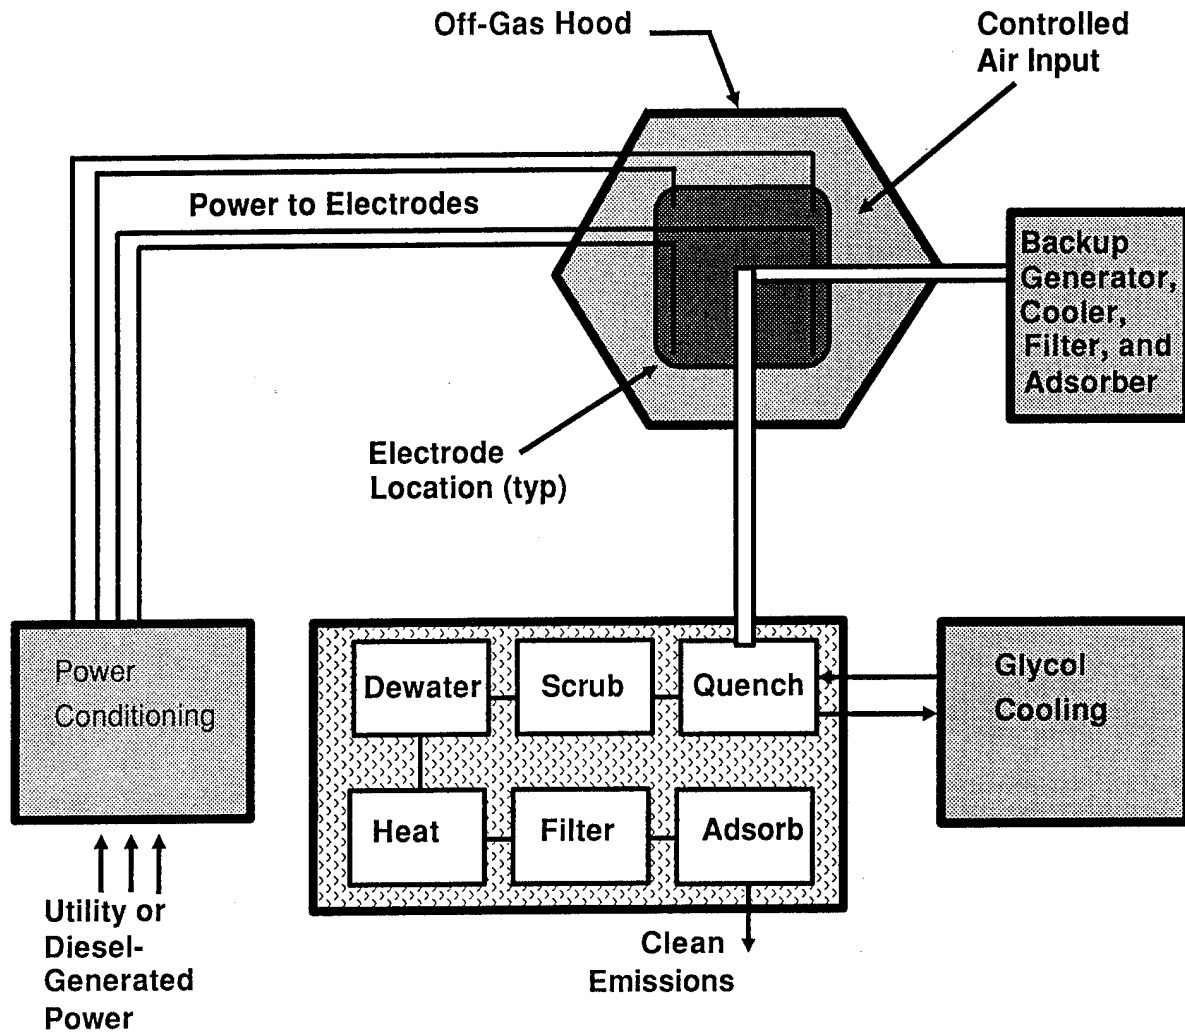 Off-Gas Hood
Controlled
Air Input
Power to Electrodes
Backup
Generator,
Cooler,
Filter, and
Adsorber
Electrode
Location (typ)
Power
Conditioning
Dewater
Scrub
Quench
Glycol
Cooling
Heat
Filter
Adsorb
Utility or
Diesel-
Generated
Power
Clean
Emissions